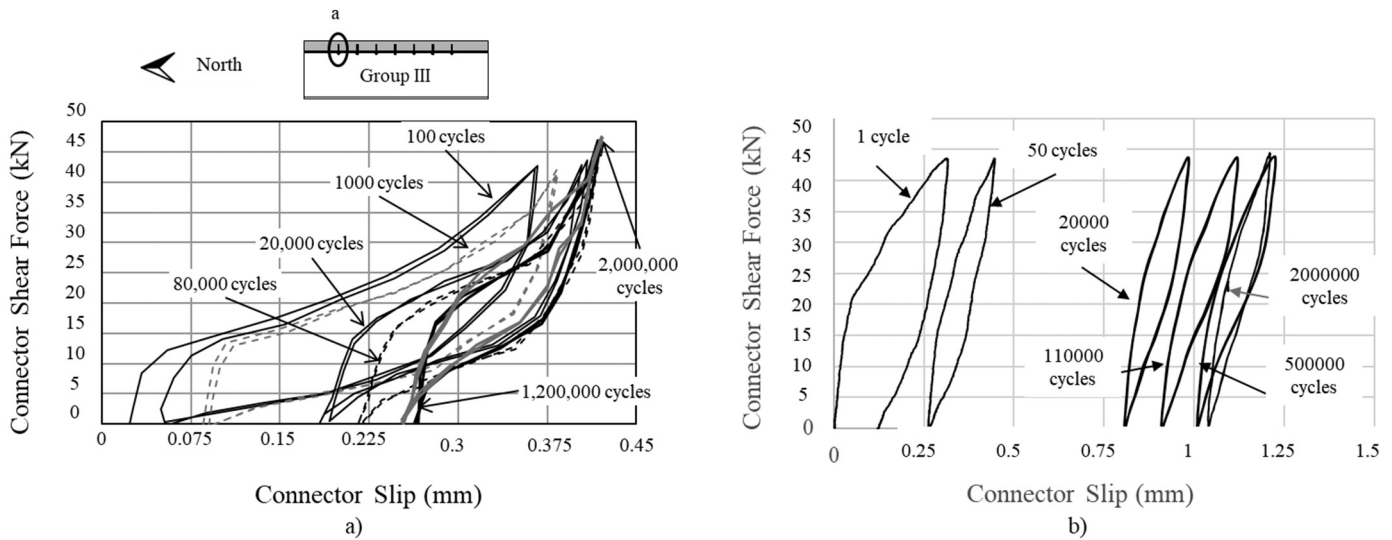 a
North
Group III
Connector Shear Force (kN)
50
45
40
35
30
25
20
15
10
5
0
100 cycles
1000 cycles
20,000 cycles
80,000 cycles
2,000,000
cycles
1,200,000 cycles
0
0.075
0.15
0.225
0.3
0.375
0.45
Connector Slip (mm)
a)
Connector Shear Force (kN)
50
45
40
35
30
25
20
15
10
5
0
1 cycle
50 cycles
20000
cycles
2000000
cycles
110000
cycles
500000
cycles
0
0.25
0.5
0.75
1
1.25
1.5
Connector Slip (mm)
b)